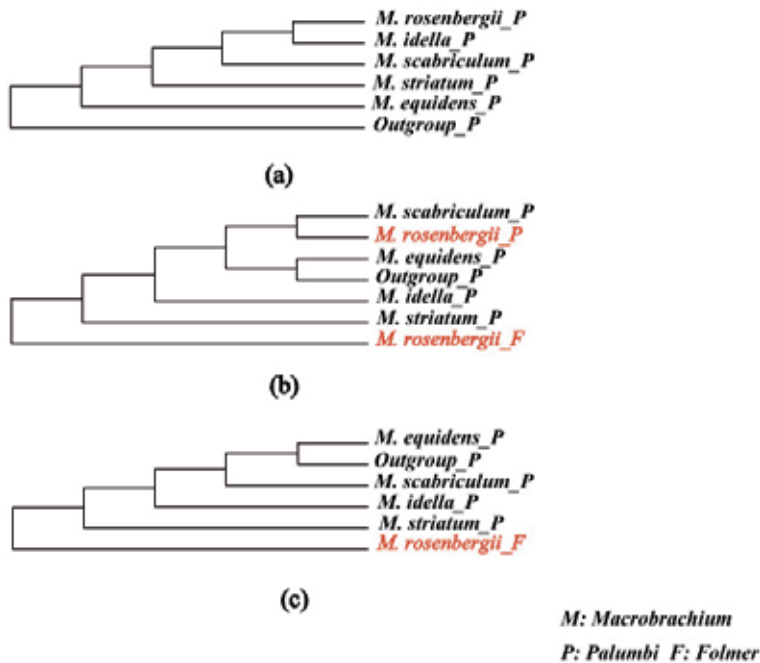 M. rosenbergii_P
M. idella_P
M. scabriculum_P
M. striatum_P
M. equidens_P
Outgroup_P
(a)
M. scabriculum_P
M. rosenbergii_P
M. equidens_P
Outgroup_P
M. idella_P
M. striatum_P
M. rosenbergii_F
(b)
M. equidens_P
Outgroup_P
M. scabriculum_P
M. idella_P
M. striatum_P
M. rosenbergii_F
(c)
M: Macrobrachium
P: Palumbi F: Folmer